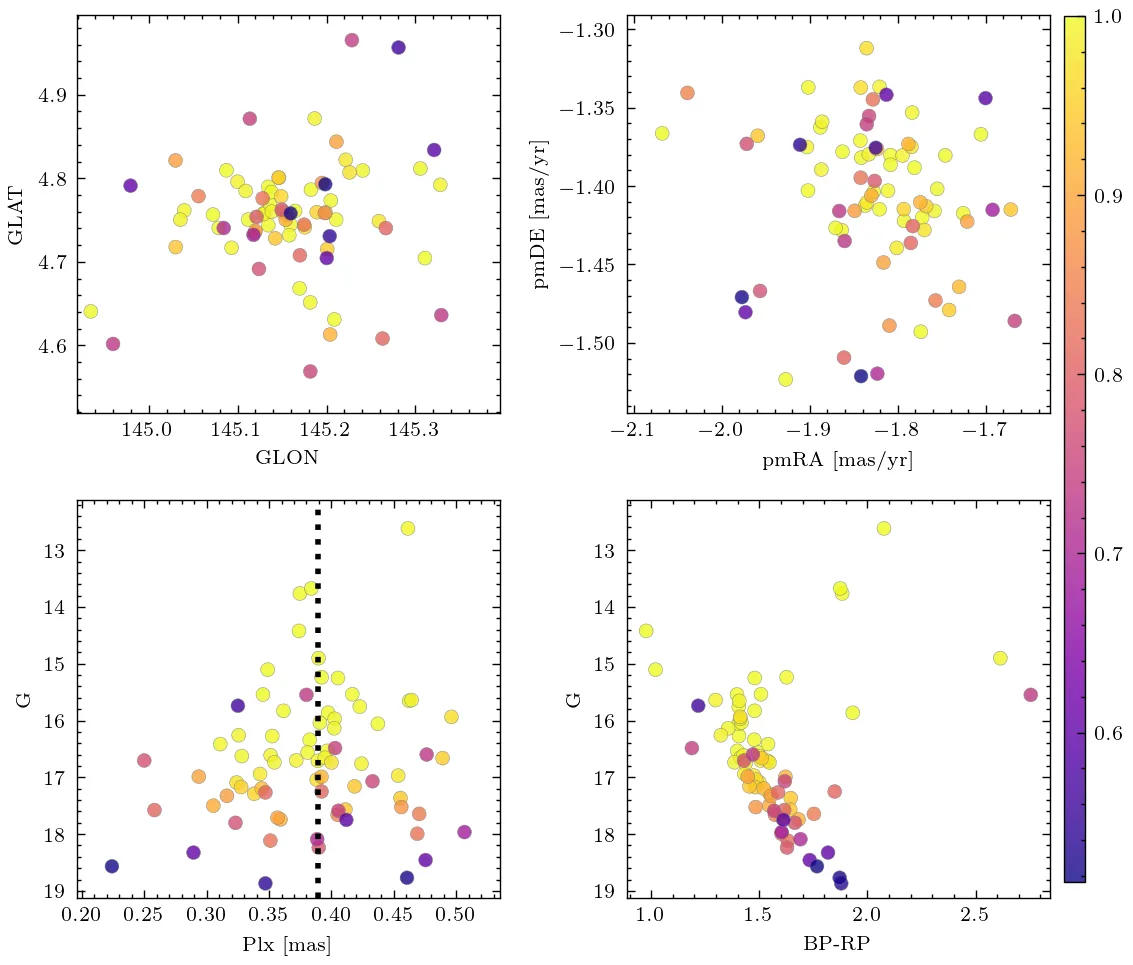 4.9
4.8
4.7
4.6
GLAT
145.0 145.1 145.2 145.3
GLON
−1.30
−1.35
−1.40
−1.45
−1.50
pmDE [mas/yr]
−2.1 −2.0 −1.9 −1.8 −1.7
pmRA [mas/yr]
1.0
0.9
0.8
0.7
0.6
13
14
15
16
17
18
19
G
0.20 0.25 0.30 0.35 0.40 0.45 0.50
Plx [mas]
13
14
15
16
17
18
19
G
1.0 1.5 2.0 2.5
BP-RP